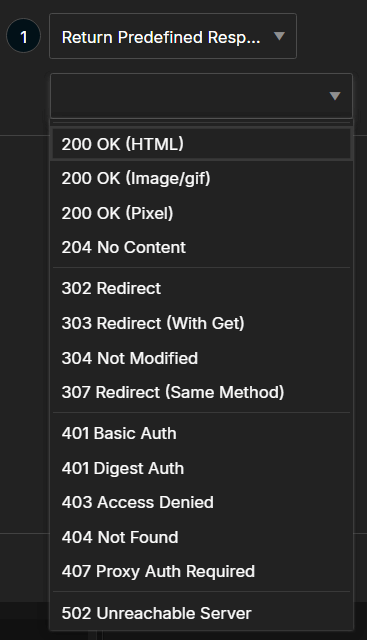 1
Return Predefined Resp...
200 OK (HTML)
200 OK (Image/gif)
200 OK (Pixel)
204 No Content
302 Redirect
303 Redirect (With Get)
304 Not Modified
307 Redirect (Same Method)
401 Basic Auth
401 Digest Auth
403 Access Denied
404 Not Found
407 Proxy Auth Required
502 Unreachable Server